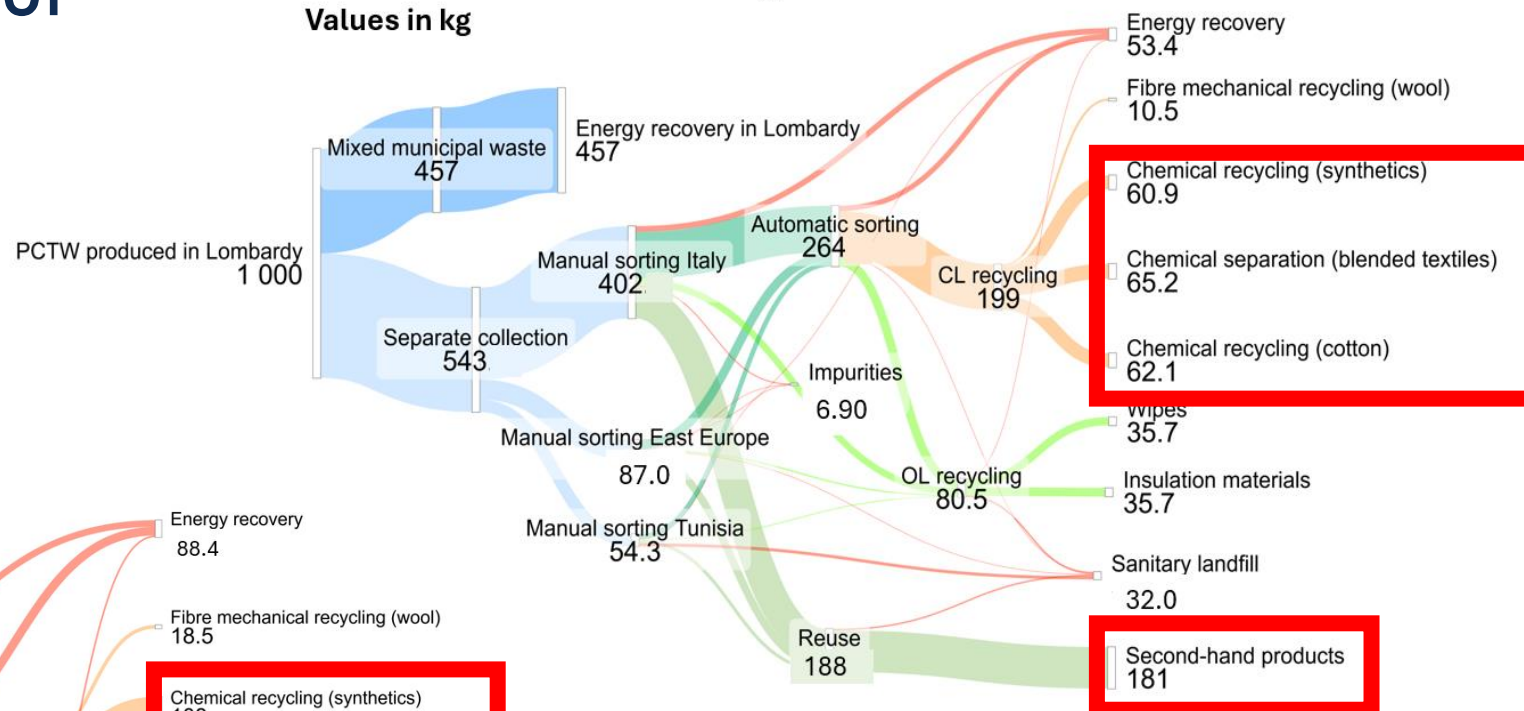 Values in kg
Energy recovery
53.4
Fibre mechanical recycling (wool)
10.5
Mixed municipal waste
457
Energy recovery in Lombardy
457
Chemical recycling (synthetics)
60.9
PCTW produced in Lombardy
1 000
Manual sorting Italy
402
Automatic sorting
264
CL recycling
199
Chemical separation (blended textiles)
65.2
Separate collection
543
Chemical recycling (cotton)
62.1
Impurities
6.90
Wipes
35.7
Manual sorting East Europe
87.0
OL recycling
80.5
Insulation materials
35.7
Manual sorting Tunisia
54.3
Sanitary landfill
32.0
Reuse
188
Second-hand products
181
Energy recovery
88.4
Fibre mechanical recycling (wool)
18.5
Chemical recycling (synthetics)